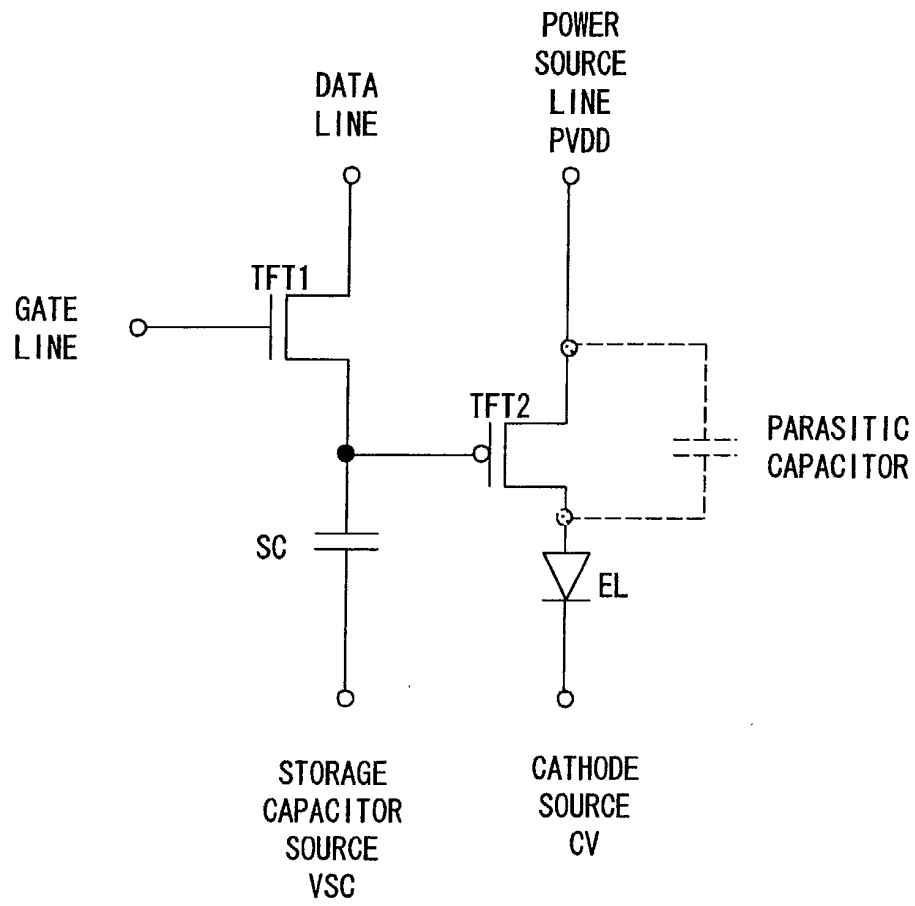 POWER
SOURCE
LINE
PVDD
DATA
LINE
TFT1
GATE
LINE
TFT2
PARASITIC
CAPACITOR
SC
EL
STORAGE
CAPACITOR
SOURCE
VSC
CATHODE
SOURCE
CV